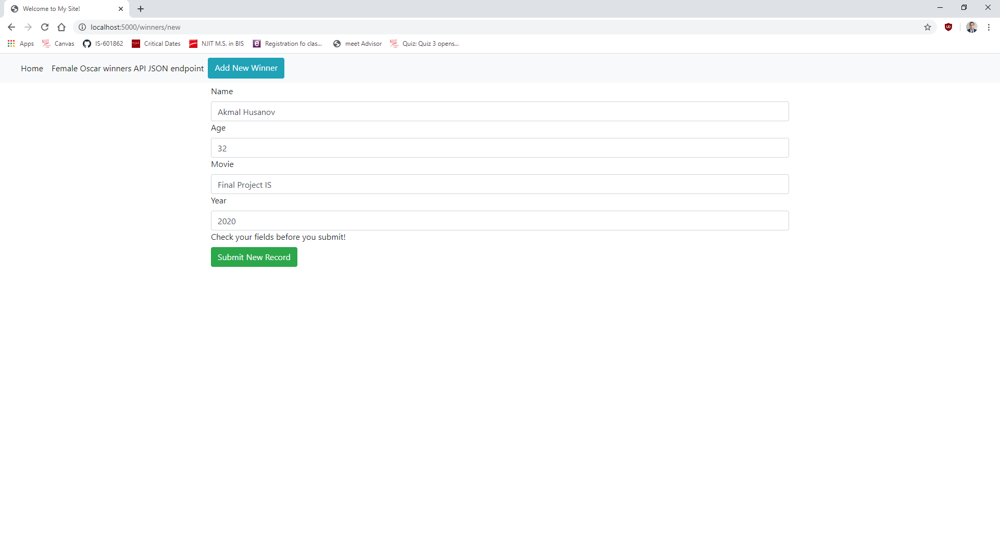 Welcome to My Site!
localhost:5000/winners/new
Apps Canvas IS-601862 Critical Dates NJIT M.S. in BIS Registration fo clas... meet Advisor Quiz: Quiz 3 opens...
Home Female Oscar winners API JSON endpoint Add New Winner
Name
Akmal Husanov
Age
32
Movie
Final Project IS
Year
2020
Check your fields before you submit!
Submit New Record